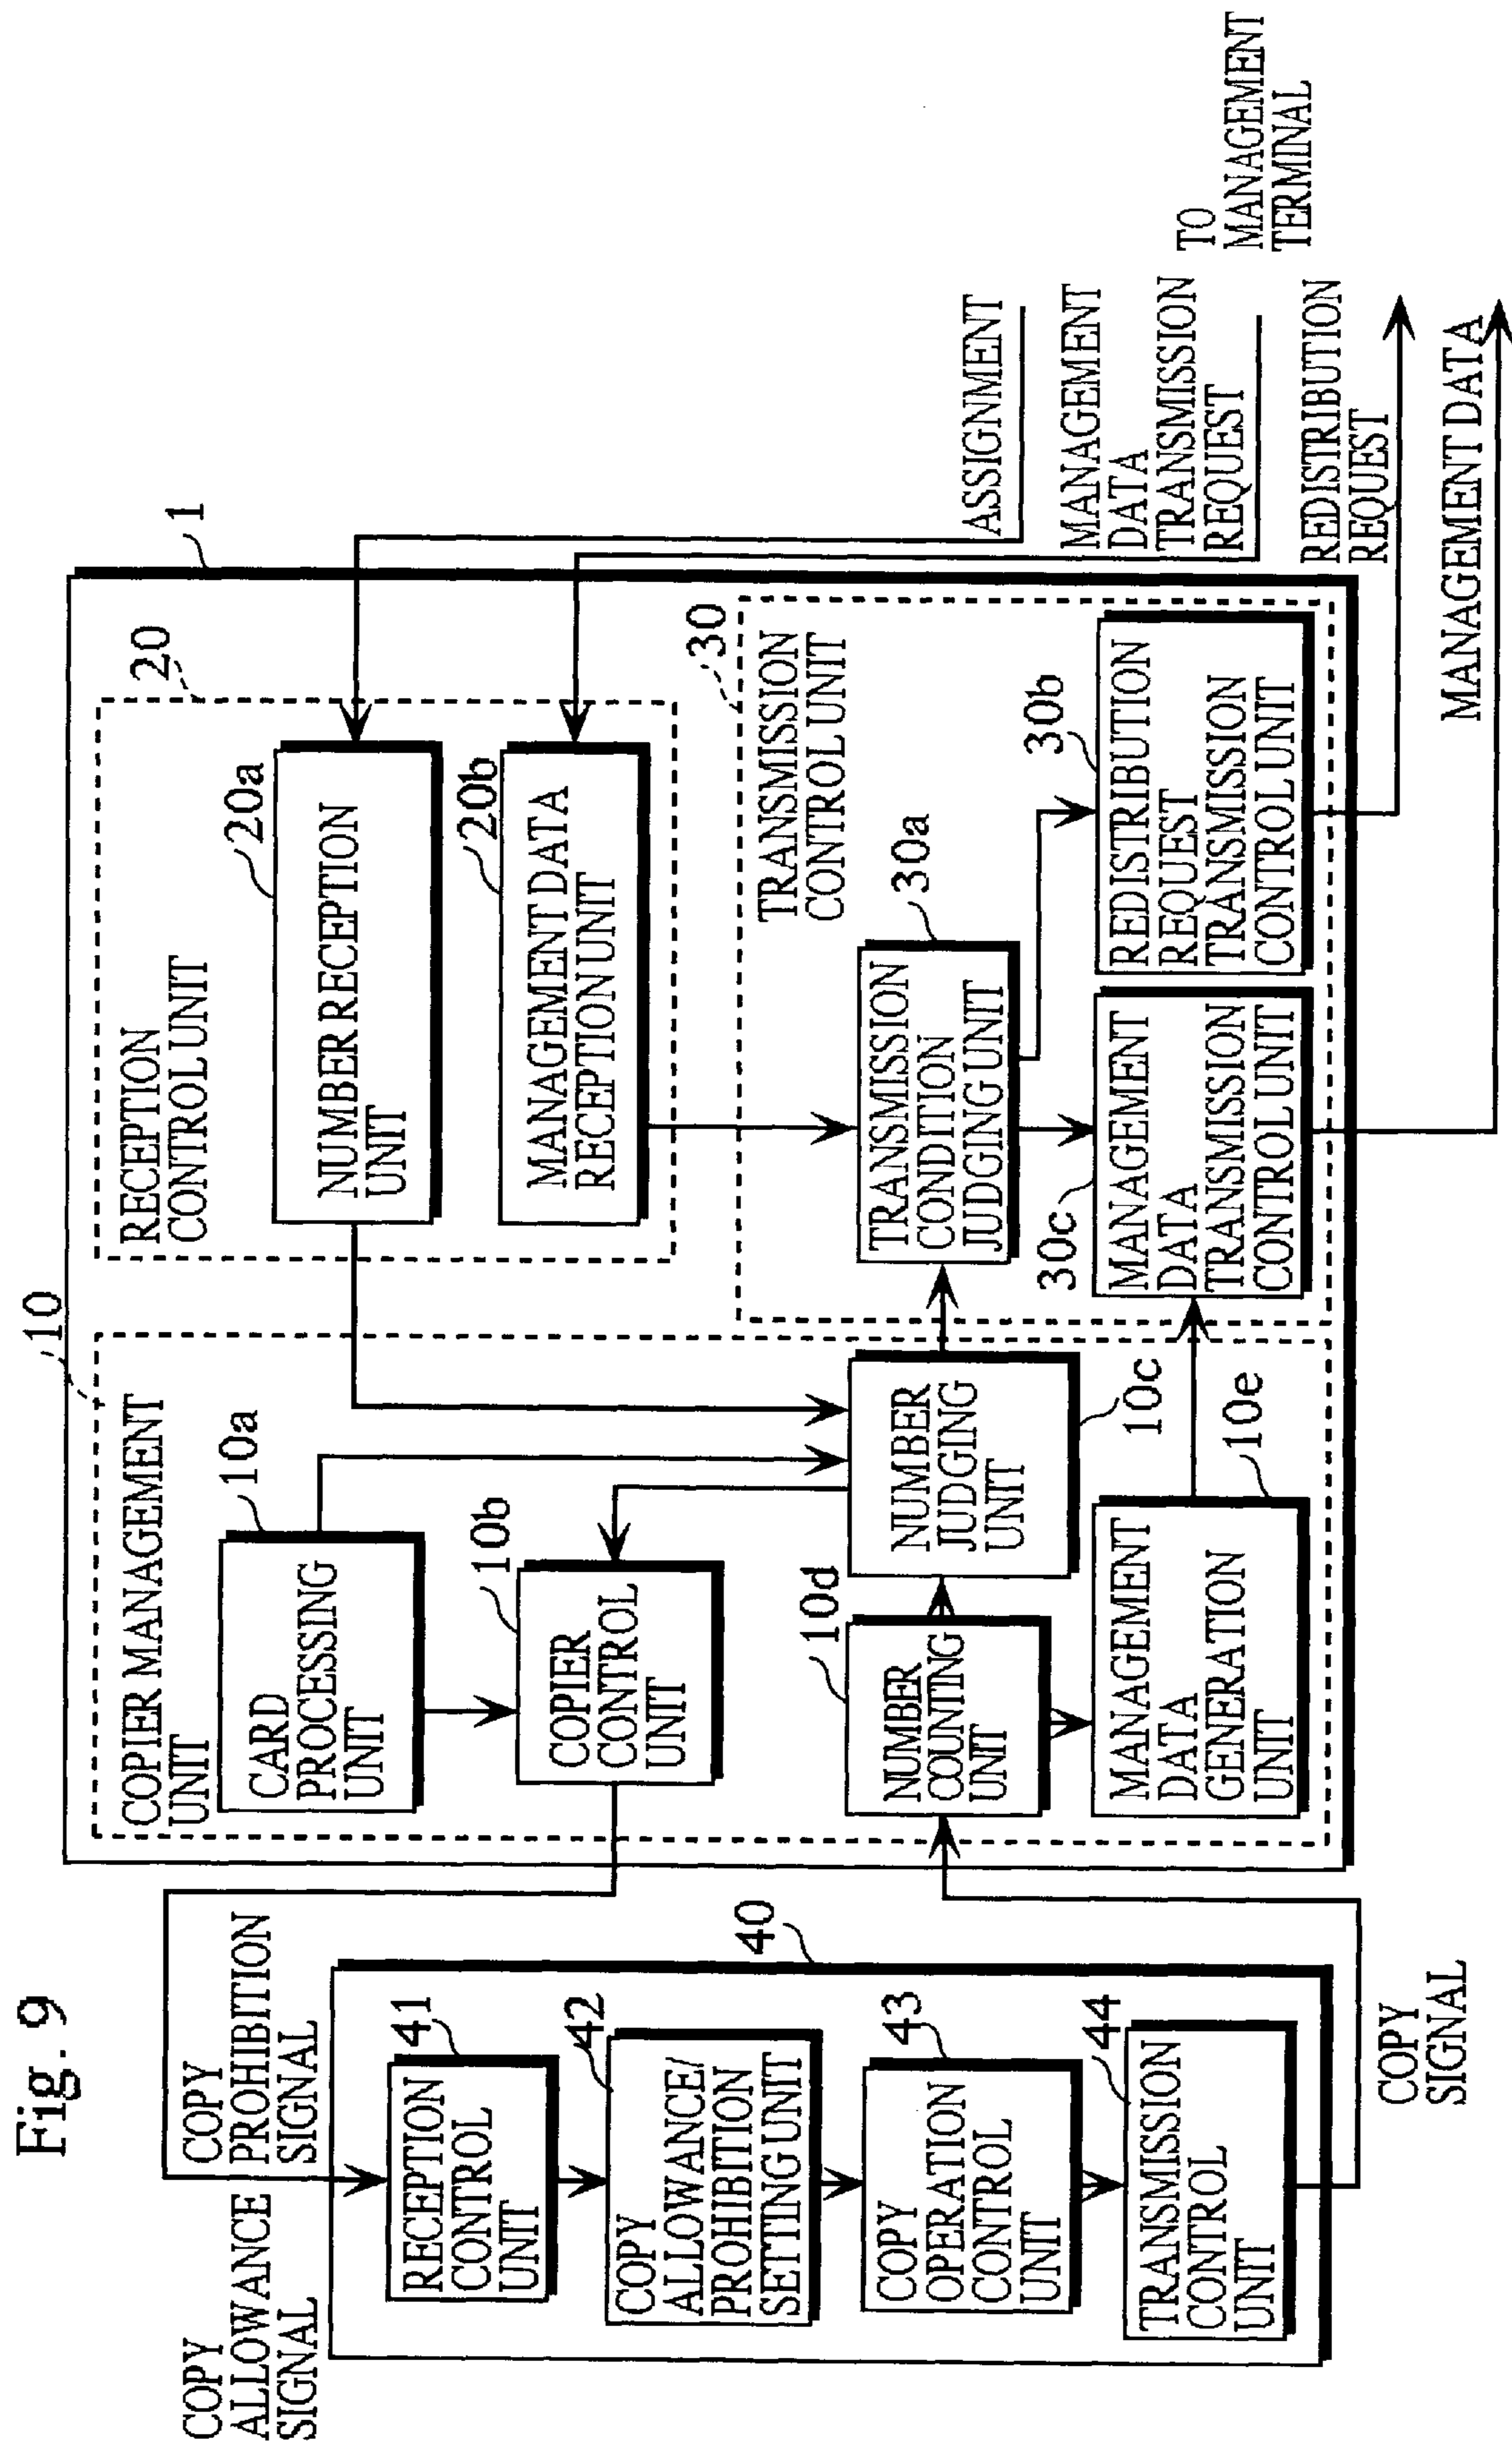 Fig. 9
COPY
ALLOWANCE
SIGNAL
COPY
PROHIBITION
SIGNAL
40
RECEPTION
CONTROL
UNIT
41
COPY
ALLOWANCE/
PROHIBITION
SETTING UNIT
42
COPY
OPERATION
CONTROL
UNIT
43
TRANSMISSION
CONTROL
UNIT
44
COPY
SIGNAL
1
10
COPIER MANAGEMENT
UNIT
CARD
PROCESSING
UNIT
10a
COPIER
CONTROL
UNIT
10b
NUMBER
COUNTING
UNIT
10d
NUMBER
JUDGING
UNIT
10c
MANAGEMENT
DATA
GENERATION
UNIT
10e
RECEPTION
CONTROL UNIT
20
NUMBER RECEPTION
UNIT
20a
MANAGEMENT DATA
RECEPTION UNIT
20b
TRANSMISSION
CONTROL UNIT
30
TRANSMISSION
CONDITION
JUDGING UNIT
30a
30c
MANAGEMENT
DATA
TRANSMISSION
CONTROL UNIT
REDISTRIBUTION
REQUEST
TRANSMISSION
CONTROL UNIT
30b
ASSIGNMENT
MANAGEMENT
DATA
TRANSMISSION
REQUEST
TO
MANAGEMENT
TERMINAL
REDISTRIBUTION
REQUEST
MANAGEMENT DATA